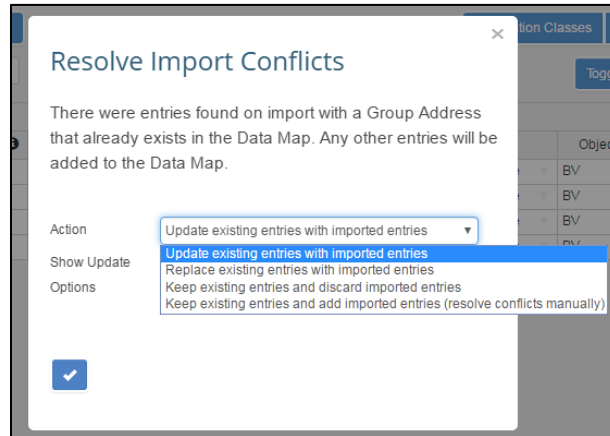 tion Classes
×
Resolve Import Conflicts
Togg
There were entries found on import with a Group Address
that already exists in the Data Map. Any other entries will be
added to the Data Map.
Objec
BV
BV
BV
BV
Action
Update existing entries with imported entries
Show Update
Options
Update existing entries with imported entries
Replace existing entries with imported entries
Keep existing entries and discard imported entries
Keep existing entries and add imported entries (resolve conflicts manually)